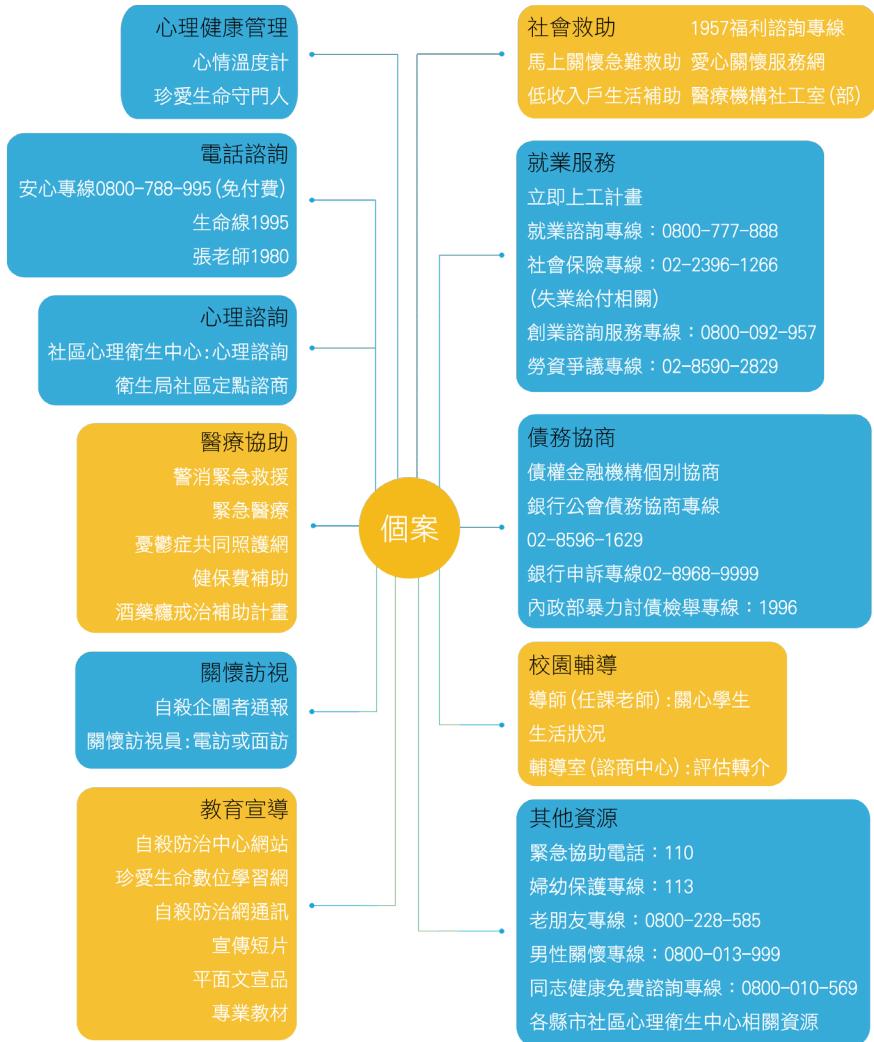 心理健康管理
心情溫度計
珍愛生命守門人
電話諮詢
安心專線0800-788-995(免付費)
生命線1995
張老師1980
心理諮詢
社區心理衛生中心:心理諮詢
衛生局社區定點諮商
醫療協助
警消緊急救援
緊急醫療
憂鬱症共同照護網
健保費補助
酒藥癮戒治補助計畫
關懷訪視
自殺企圖者通報
關懷訪視員:電訪或面訪
教育宣導
自殺防治中心網站
珍愛生命數位學習網
自殺防治網通訊
宣傳短片
平面文宣品
專業教材
個案
社會救助 1957福利諮詢專線
馬上關懷急難救助 愛心關懷服務網
低收入戶生活補助 醫療機構社工室(部)
就業服務
立即上工計畫
就業諮詢專線：0800-777-888
社會保險專線：02-2396-1266
(失業給付相關)
創業諮詢服務專線：0800-092-957
勞資爭議專線：02-8590-2829
債務協商
債權金融機構個別協商
銀行公會債務協商專線
02-8596-1629
銀行申訴專線02-8968-9999
內政部暴力討債檢舉專線：1996
校園輔導
導師(任課老師):關心學生
生活狀況
輔導室(諮商中心):評估轉介
其他資源
緊急協助電話：110
婦幼保護專線：113
老朋友專線：0800-228-585
男性關懷專線：0800-013-999
同志健康免費諮詢專線：0800-010-569
各縣市社區心理衛生中心相關資源